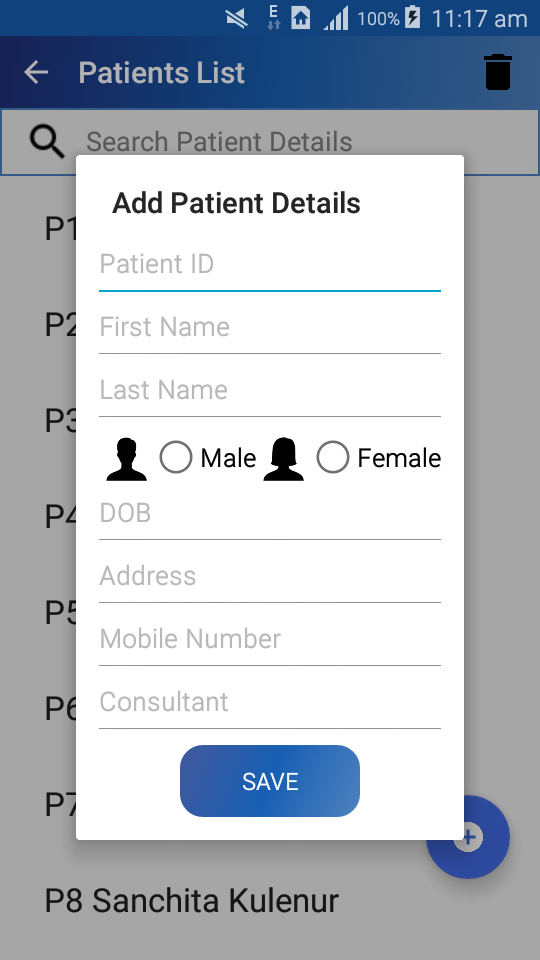 E 100% 11:17 am
Patients List
Search Patient Details
Add Patient Details
P1
Patient ID
P2
First Name
Last Name
P3
Male Female
P4
DOB
Address
P5
Mobile Number
P6
Consultant
SAVE
P7
P8 Sanchita Kulenur